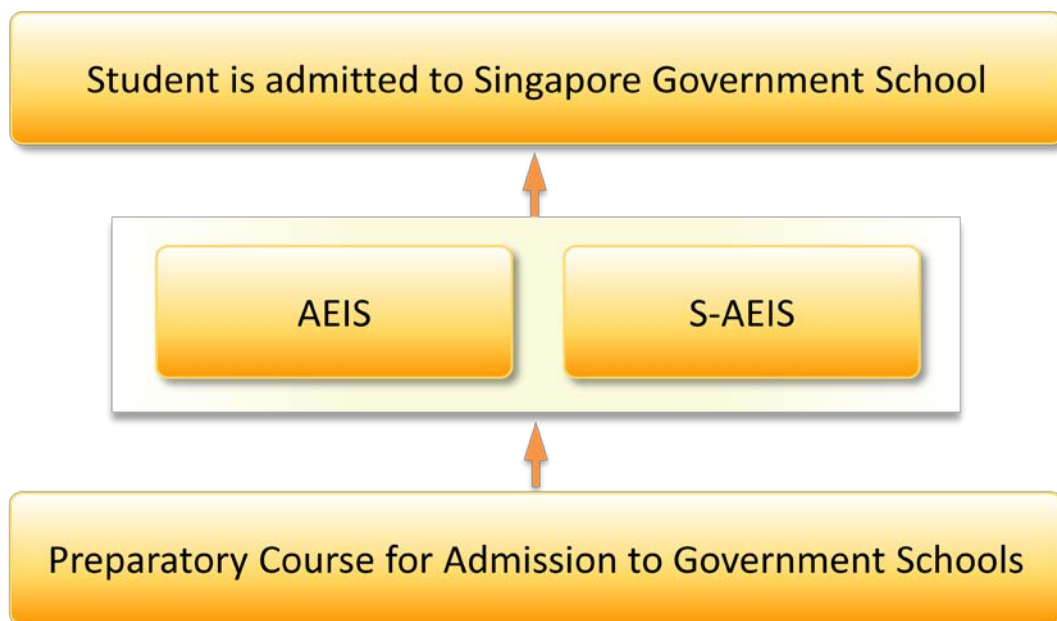 Student is admitted to Singapore Government School
AEIS
S-AEIS
Preparatory Course for Admission to Government Schools